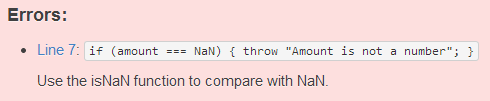 Errors:
Line 7: if (amount === NaN) { throw "Amount is not a number"; }
Use the isNaN function to compare with NaN.